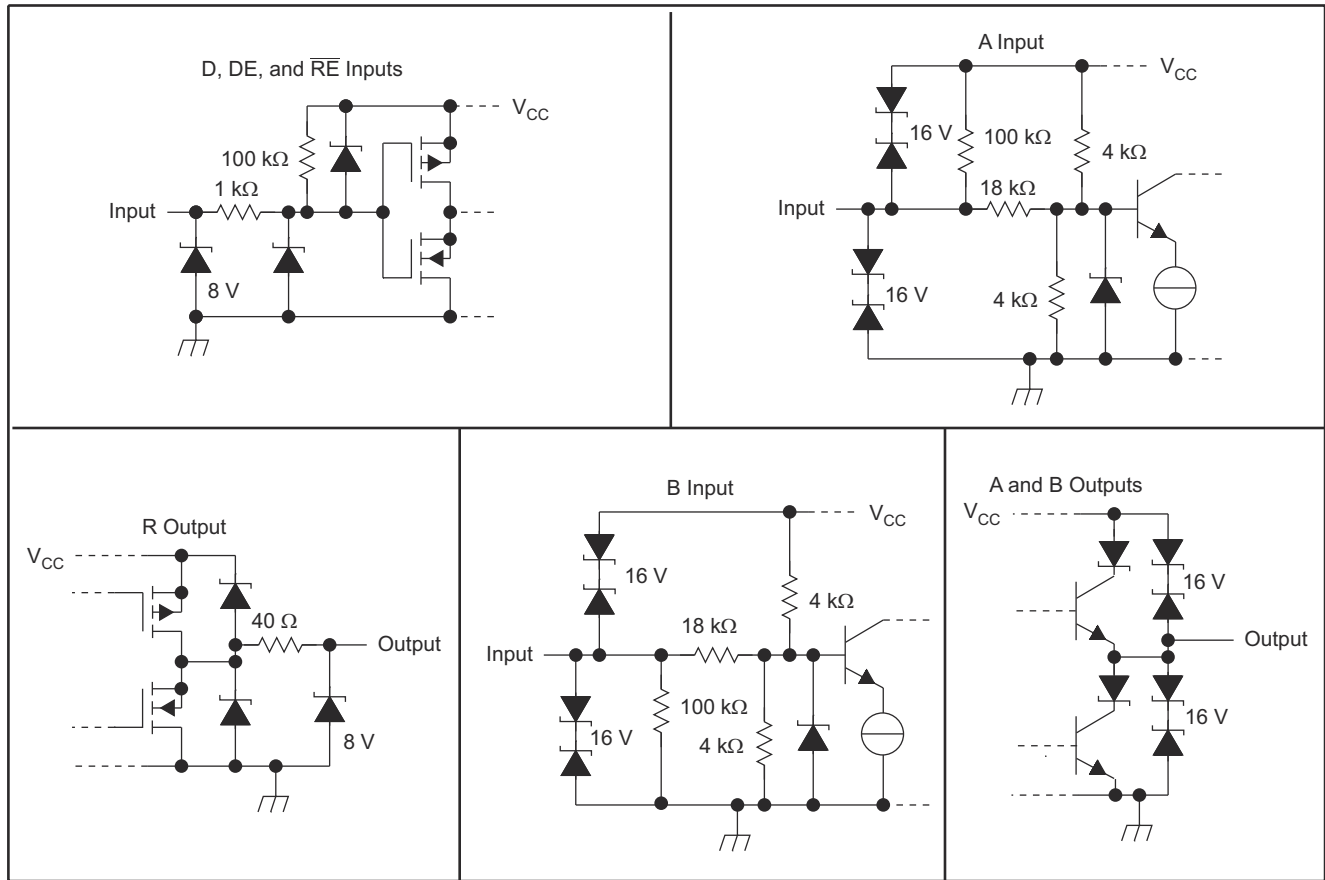 D, DE, and R̅E̅ Inputs
V_CC
100 kΩ
1 kΩ
Input
8 V
A Input
V_CC
16 V
100 kΩ
4 kΩ
18 kΩ
Input
16 V
4 kΩ
R Output
V_CC
40 Ω
Output
8 V
B Input
V_CC
16 V
4 kΩ
18 kΩ
Input
100 kΩ
16 V
4 kΩ
A and B Outputs
V_CC
16 V
Output
16 V